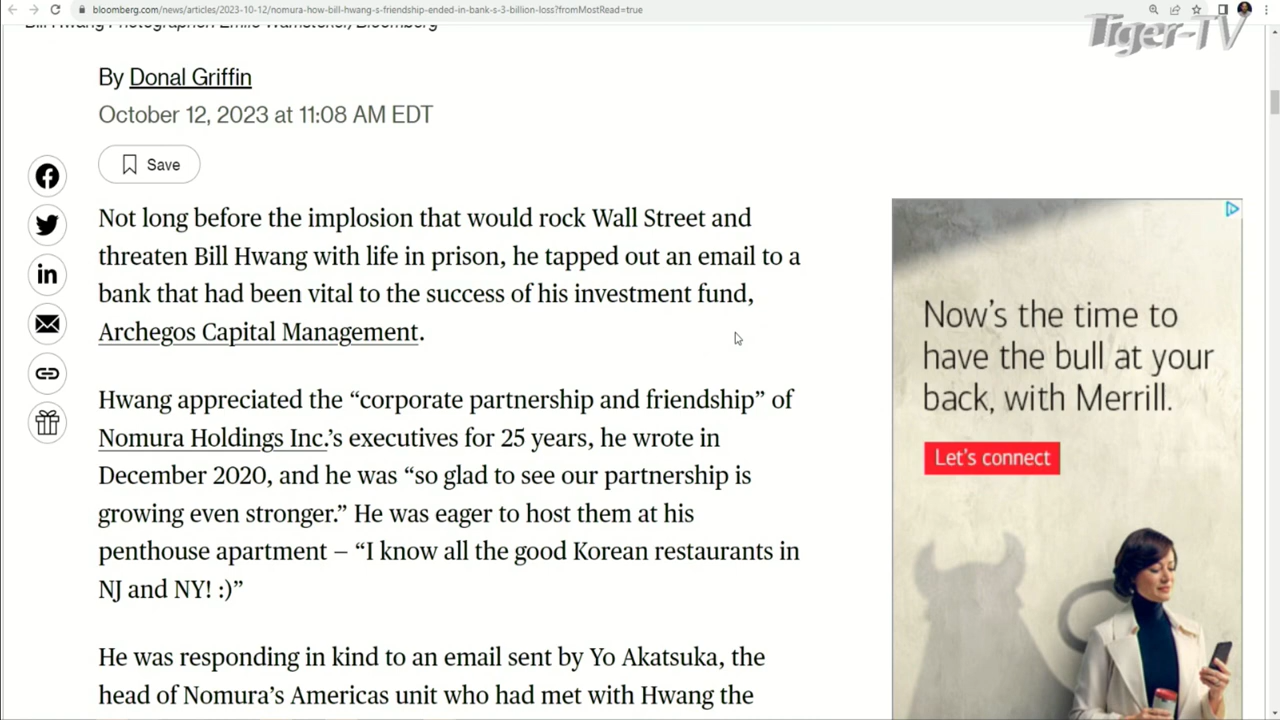 bloomberg.com/news/articles/2023-10-12/nomura-how-bill-hwang-s-friendship-ended-in-bank-s-3-billion-loss?fromMostRead=true
Tiger-TV
By Donal Griffin
October 12, 2023 at 11:08 AM EDT
Save
Not long before the implosion that would rock Wall Street and
threaten Bill Hwang with life in prison, he tapped out an email to a
bank that had been vital to the success of his investment fund,
Archegos Capital Management.
Hwang appreciated the “corporate partnership and friendship” of
Nomura Holdings Inc.’s executives for 25 years, he wrote in
December 2020, and he was “so glad to see our partnership is
growing even stronger.” He was eager to host them at his
penthouse apartment – “I know all the good Korean restaurants in
NJ and NY! :)”
He was responding in kind to an email sent by Yo Akatsuka, the
head of Nomura’s Americas unit who had met with Hwang the
Now’s the time to
have the bull at your
back, with Merrill.
Let’s connect